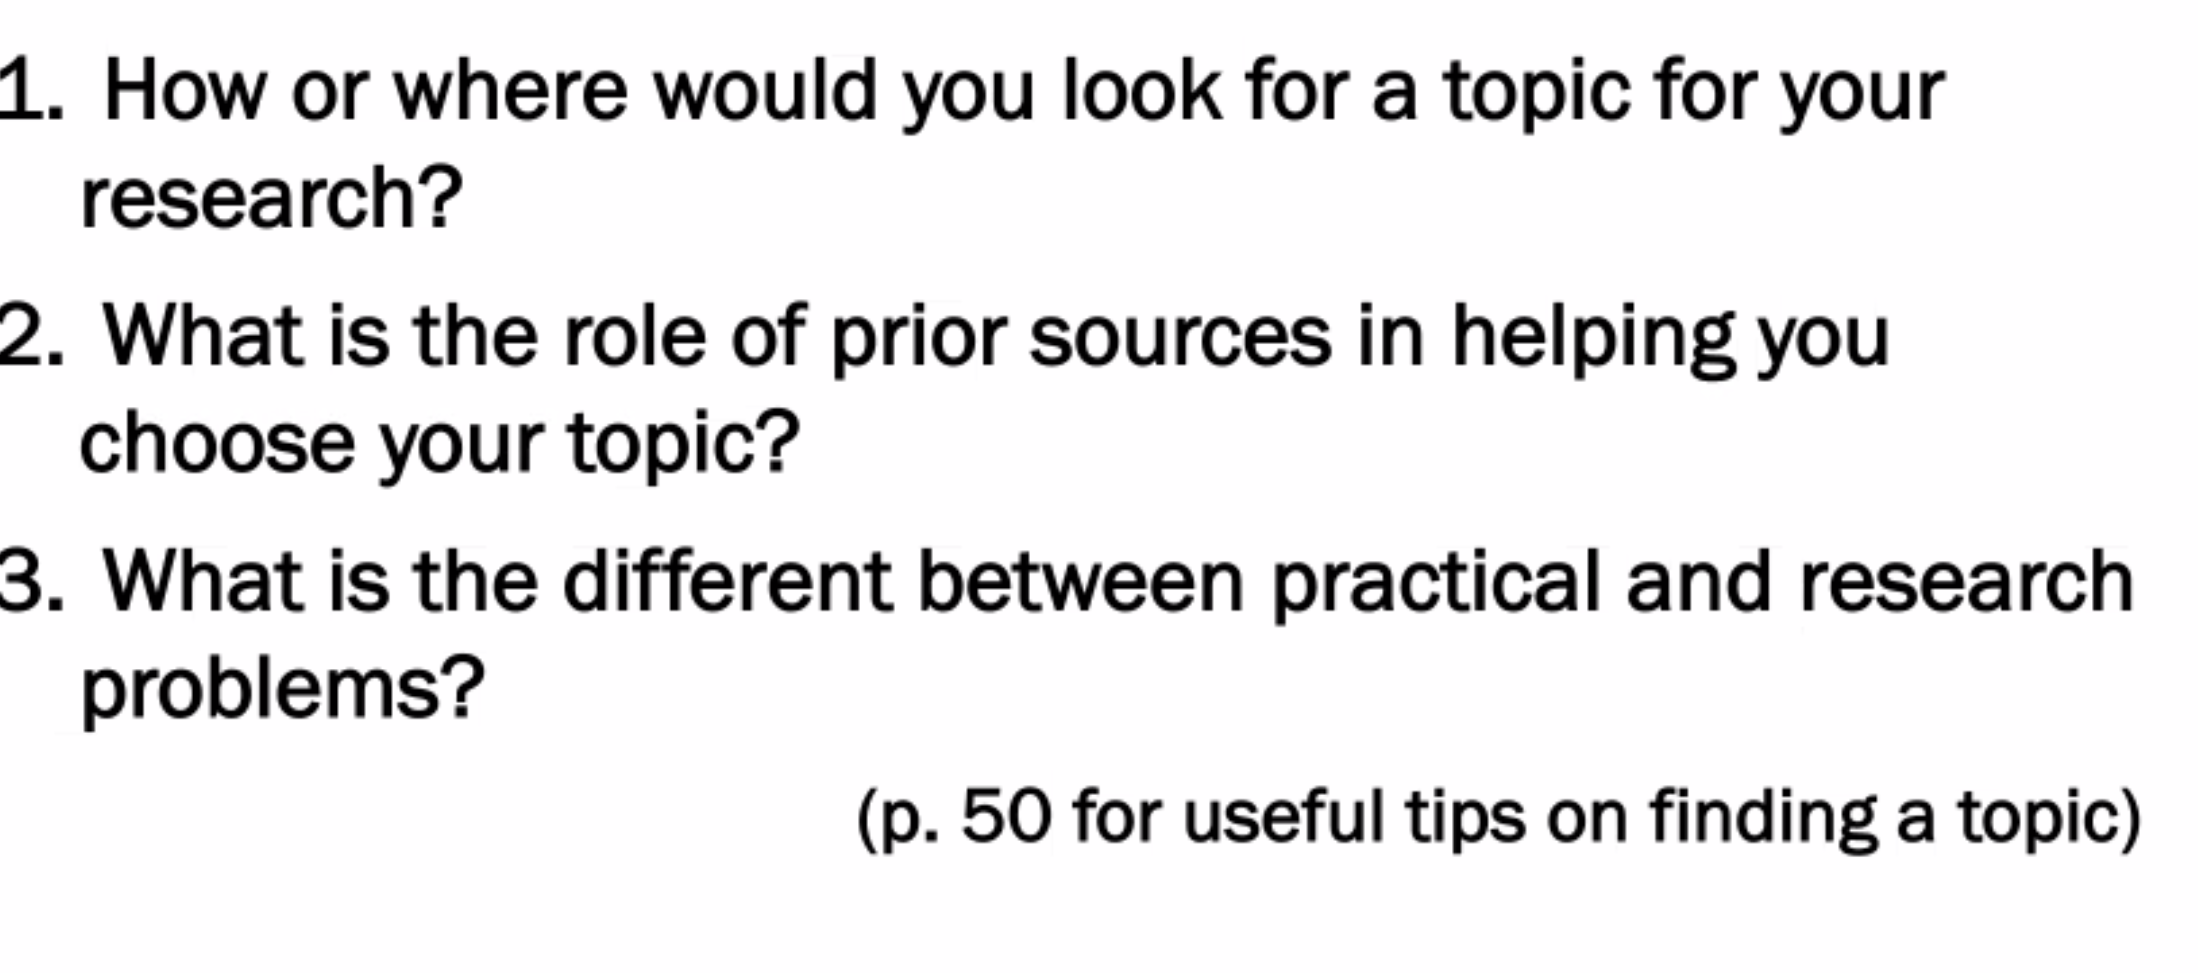 1. How or where would you look for a topic for your
research?
2. What is the role of prior sources in helping you
choose your topic?
3. What is the different between practical and research
problems?
(p. 50 for useful tips on finding a topic)